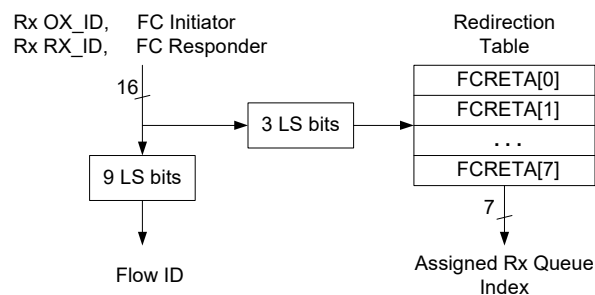 Rx OX_ID, FC Initiator
Rx RX_ID, FC Responder
Redirection
Table
16
3 LS bits
FCRETA[0]
FCRETA[1]
...
FCRETA[7]
9 LS bits
7
Flow ID
Assigned Rx Queue
Index